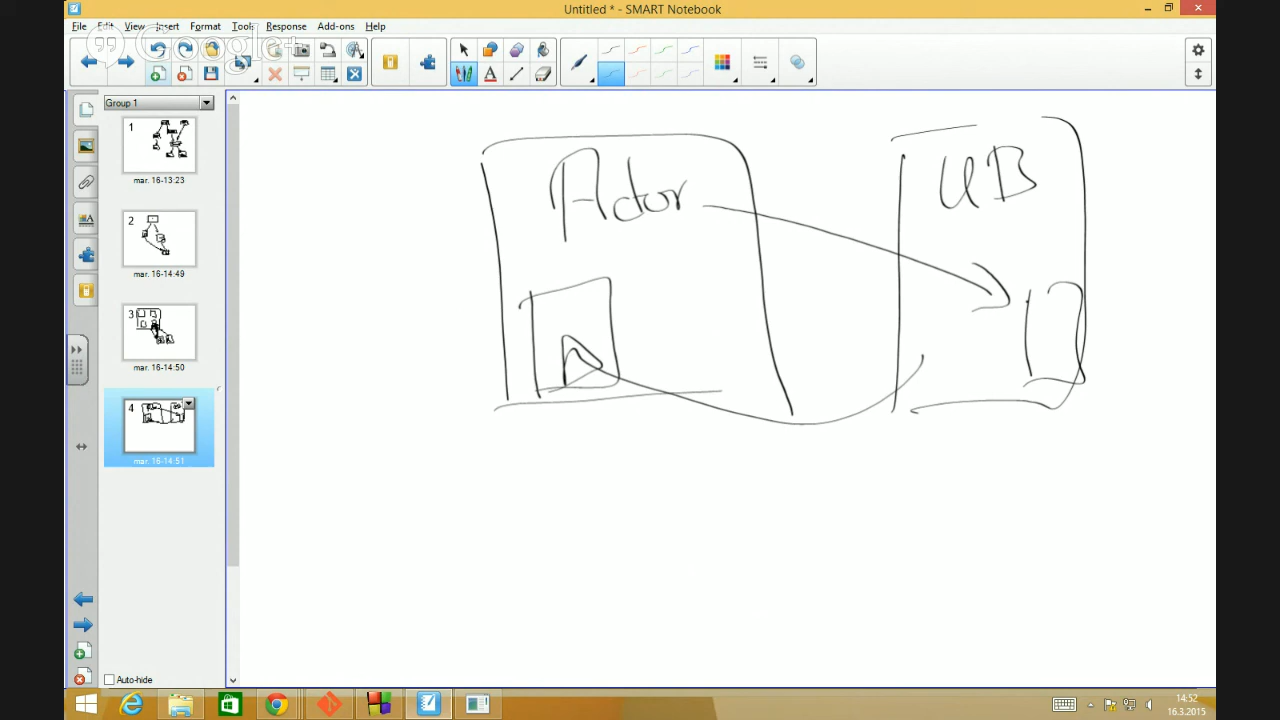 Untitled * - SMART Notebook
File Edit View Insert Format Tools Response Add-ons Help
Google+
Group 1
1
mar. 16-13:23
2
mar. 16-14:49
3
mar. 16-14:50
4
mar. 16-14:51
Actor
UB
Auto-hide
14:52
16.3.2015